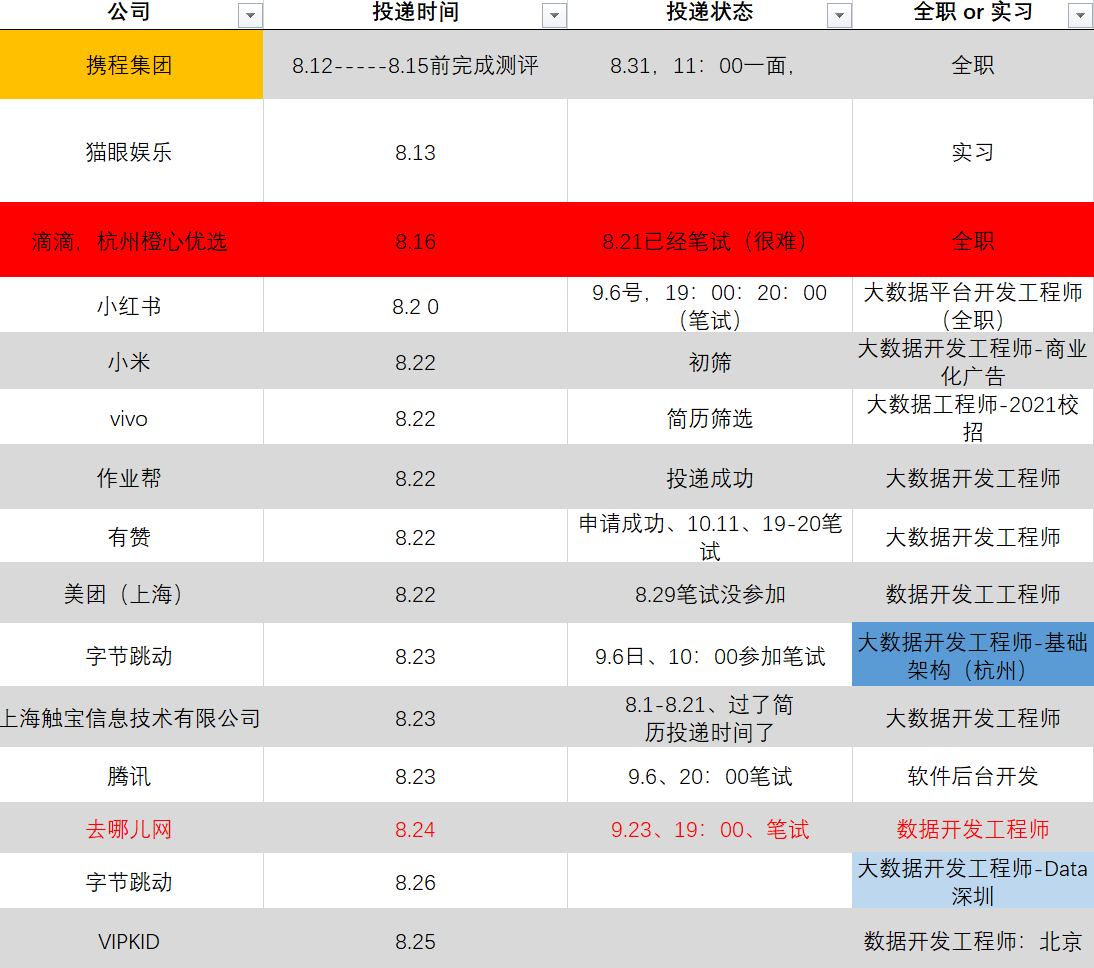 公司 投递时间 投递状态 全职 or 实习
携程集团 8.12-----8.15前完成测评 8.31，11：00一面， 全职
猫眼娱乐 8.13 实习
滴滴，杭州橙心优选 8.16 8.21已经笔试（很难） 全职
小红书 8.2 0 9.6号，19：00：20：00
（笔试） 大数据平台开发工程师
（全职）
小米 8.22 初筛 大数据开发工程师-商业
化广告
vivo 8.22 简历筛选 大数据工程师-2021校
招
作业帮 8.22 投递成功 大数据开发工程师
有赞 8.22 申请成功、10.11、19-20笔
试 大数据开发工程师
美团（上海） 8.22 8.29笔试没参加 数据开发工工程师
字节跳动 8.23 9.6日、10：00参加笔试 大数据开发工程师-基础
架构（杭州）
上海触宝信息技术有限公司 8.23 8.1-8.21、过了简
历投递时间了 大数据开发工程师
腾讯 8.23 9.6、20：00笔试 软件后台开发
去哪儿网 8.24 9.23、19：00、笔试 数据开发工程师
字节跳动 8.26 大数据开发工程师-Data
深圳
VIPKID 8.25 数据开发工程师：北京